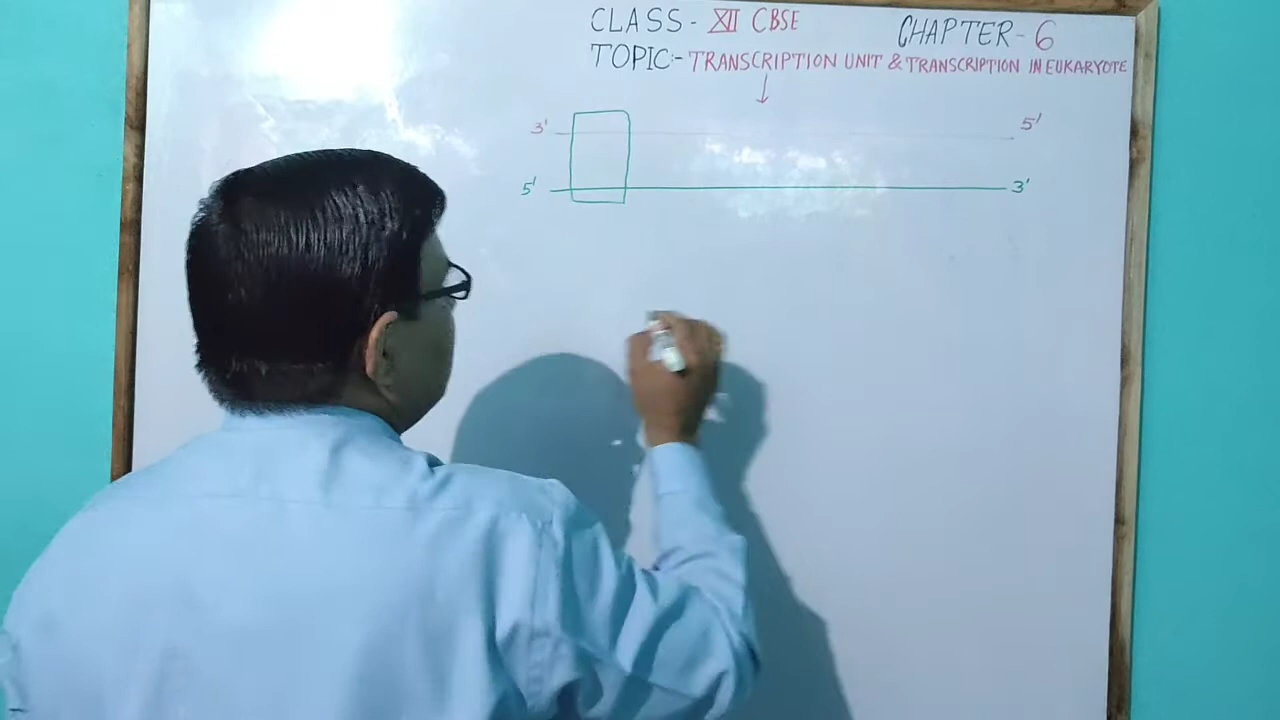 CLASS - XII CBSE CHAPTER - 6
TOPIC:- TRANSCRIPTION UNIT & TRANSCRIPTION IN EUKARYOTE
3' 5'
5' 3'